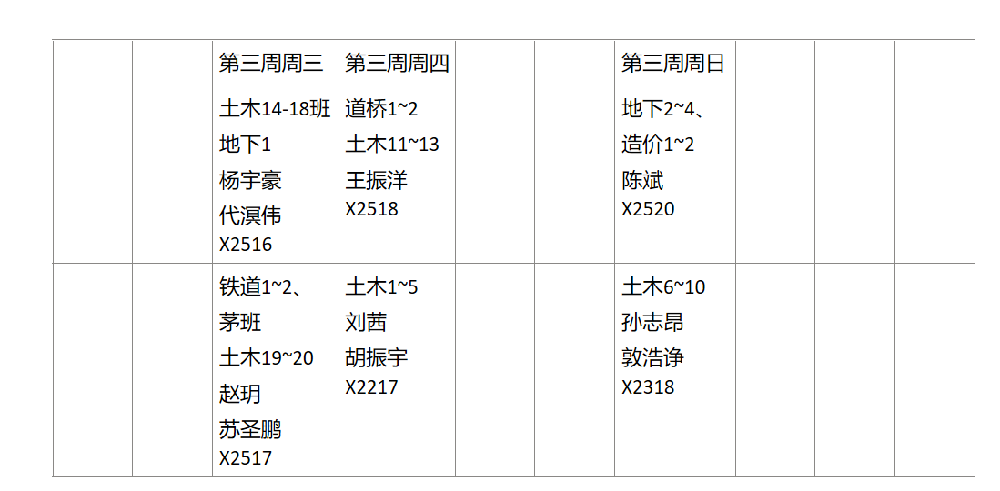 第三周周三
第三周周四
第三周周日
土木14-18班
地下1
杨宇豪
代溟伟
X2516
道桥1~2
土木11~13
王振洋
X2518
地下2~4、
造价1~2
陈斌
X2520
铁道1~2、
茅班
土木19~20
赵玥
苏圣鹏
X2517
土木1~5
刘茜
胡振宇
X2217
土木6~10
孙志昂
敦浩诤
X2318